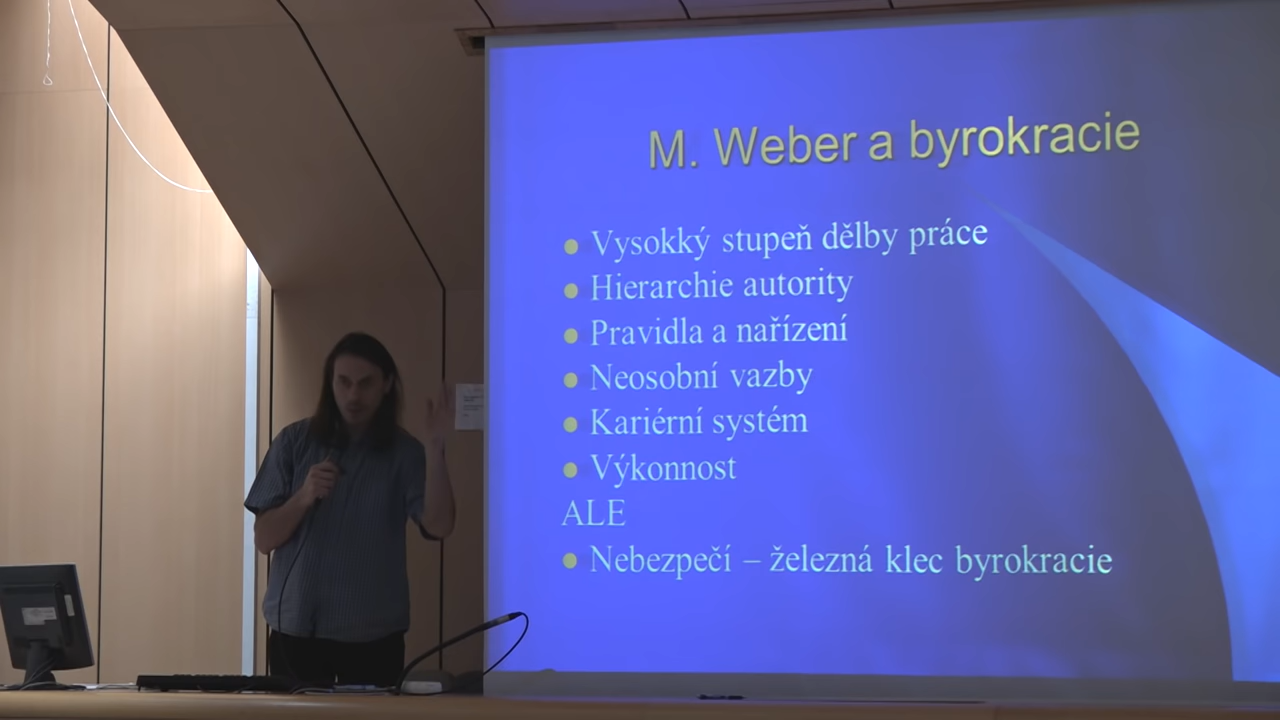 M. Weber a byrokracie
Vysokký stupeň dělby práce
Hierarchie autority
Pravidla a nařízení
Neosobní vazby
Kariérní systém
Výkonnost
ALE
Nebezpečí – železná klec byrokracie